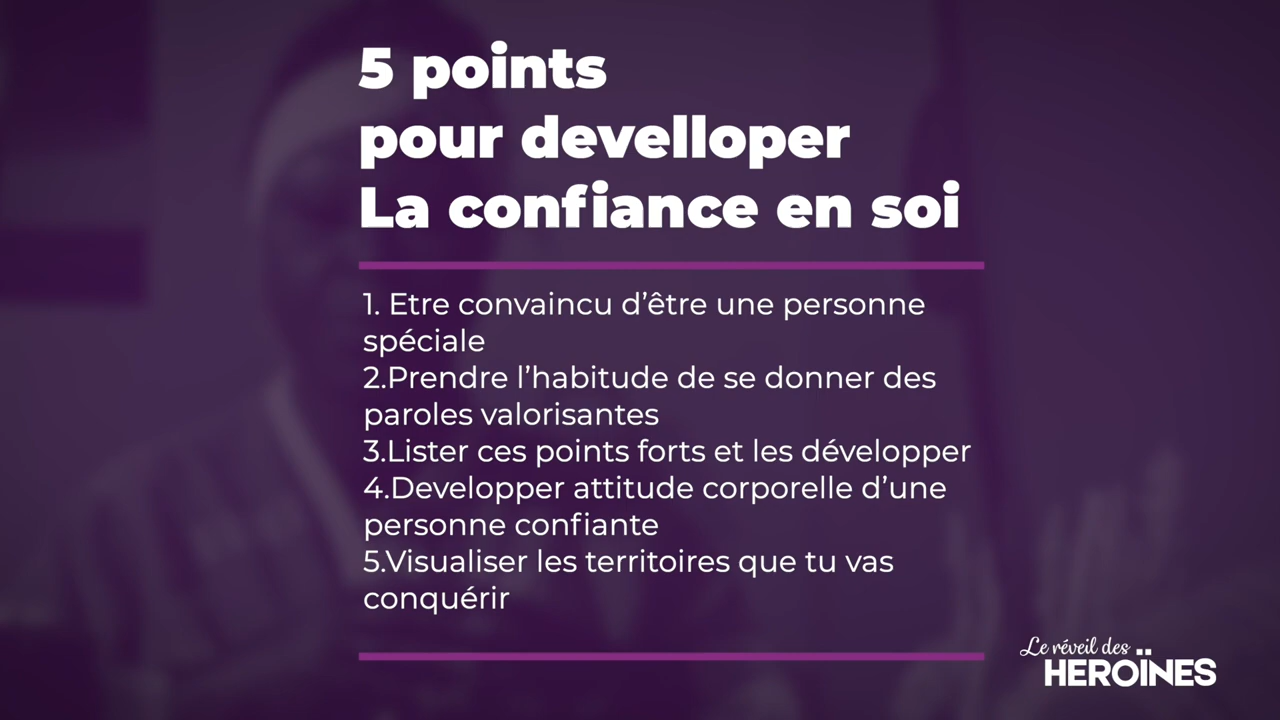 5 points
pour develloper
La confiance en soi
1. Etre convaincu d’être une personne
spéciale
2.Prendre l’habitude de se donner des
paroles valorisantes
3.Lister ces points forts et les développer
4.Developper attitude corporelle d’une
personne confiante
5.Visualiser les territoires que tu vas
conquérir
Le réveil des
HEROÏNES